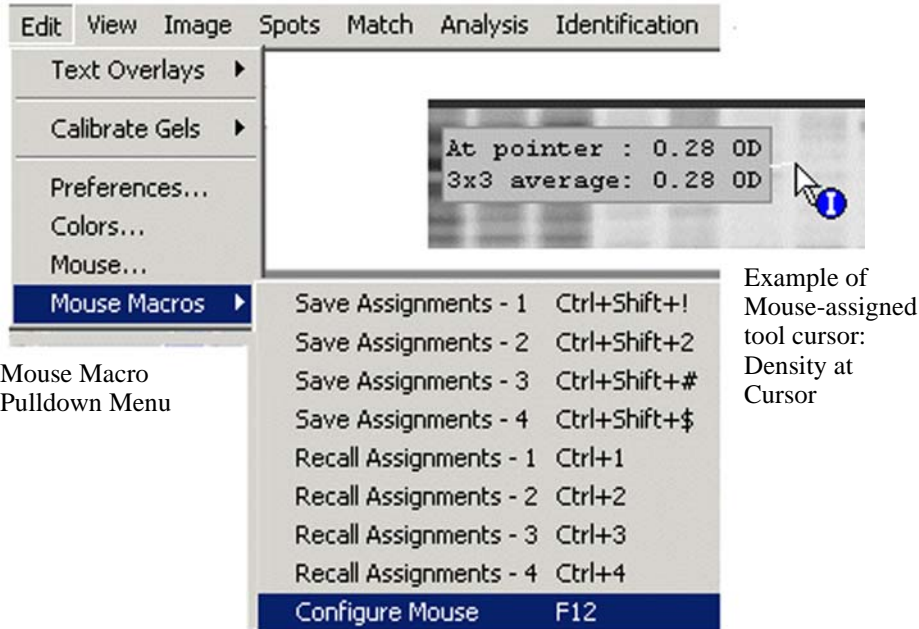 Edit View Image Spots Match Analysis Identification
Text Overlays
Calibrate Gels
Preferences...
Colors...
Mouse...
Mouse Macros
At pointer : 0.28 OD
3x3 average: 0.28 OD
I
Example of
Mouse-assigned
tool cursor:
Density at
Cursor
Mouse Macro
Pulldown Menu
Save Assignments - 1 Ctrl+Shift+!
Save Assignments - 2 Ctrl+Shift+2
Save Assignments - 3 Ctrl+Shift+#
Save Assignments - 4 Ctrl+Shift+$
Recall Assignments - 1 Ctrl+1
Recall Assignments - 2 Ctrl+2
Recall Assignments - 3 Ctrl+3
Recall Assignments - 4 Ctrl+4
Configure Mouse F12